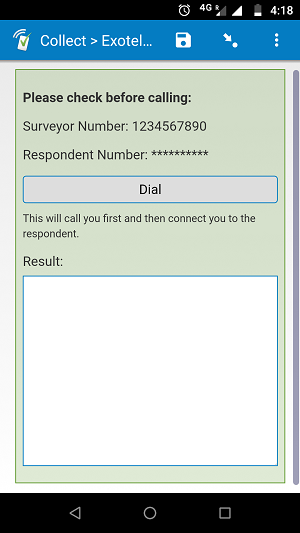 4G
4:18
Collect > Exotel...
Please check before calling:
Surveyor Number: 1234567890
Respondent Number: **********
Dial
This will call you first and then connect you to the
respondent.
Result: